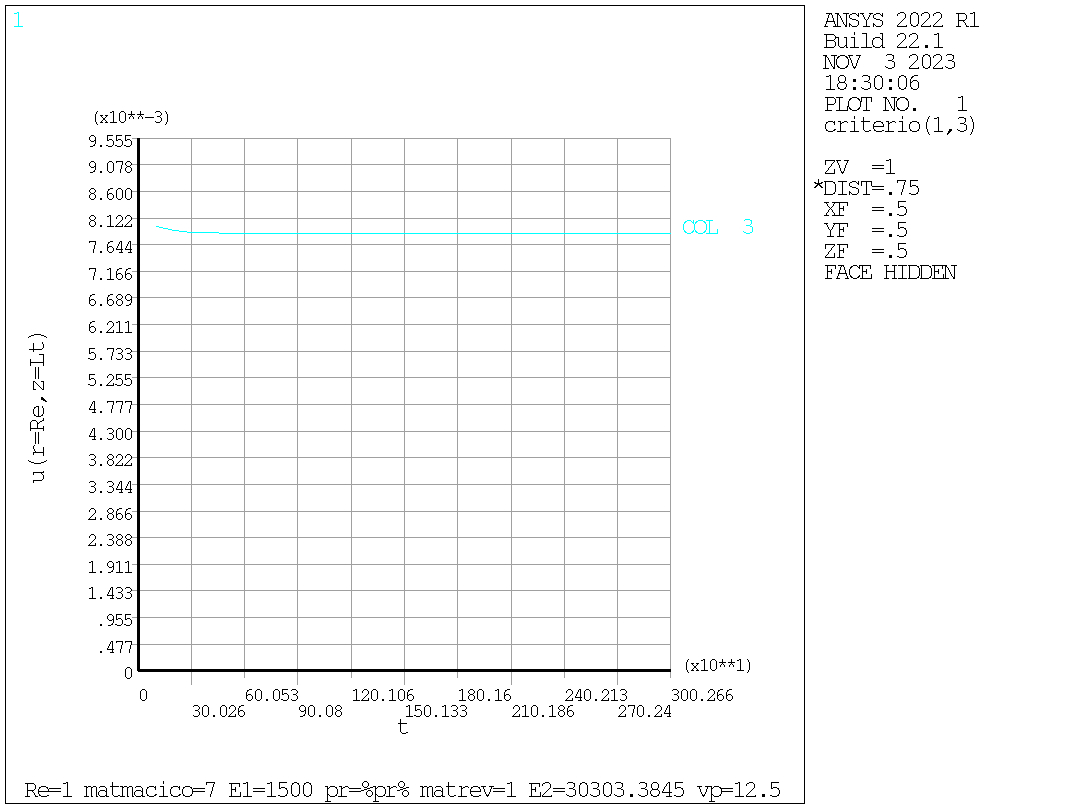 1
ANSYS 2022 R1
Build 22.1
NOV 3 2023
18:30:06
PLOT NO. 1
criterio(1,3)
ZV =1
*DIST=.75
XF =.5
YF =.5
ZF =.5
FACE HIDDEN
(x10**-3)
9.555
9.078
8.600
8.122
7.644
7.166
6.689
6.211
5.733
5.255
4.777
4.300
3.822
3.344
2.866
2.388
1.911
1.433
.955
.477
0
COL 3
u(r=Re,z=Lt)
(x10**1)
0 60.053 120.106 180.16 240.213 300.266
30.026 90.08 150.133 210.186 270.24
t
Re=1 matmacico=7 E1=1500 pr=%pr% matrev=1 E2=30303.3845 vp=12.5